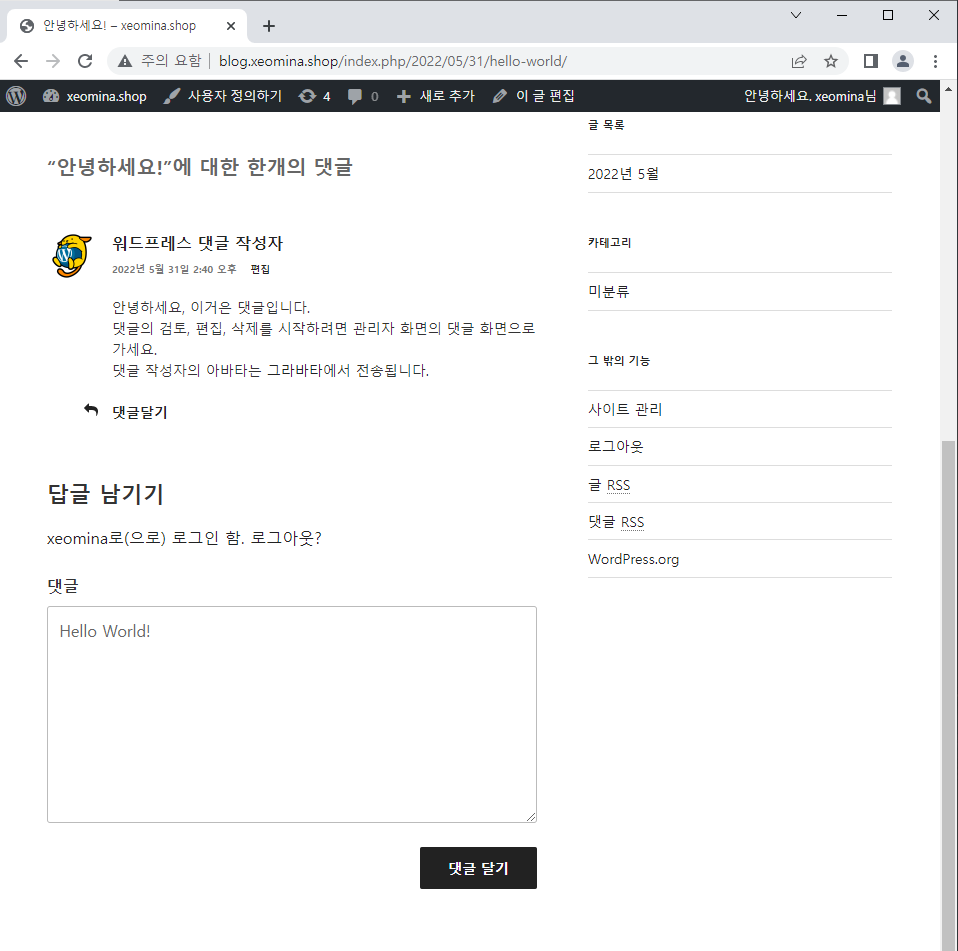 안녕하세요! – xeomina.shop
주의 요함 | blog.xeomina.shop/index.php/2022/05/31/hello-world/
xeomina.shop 사용자 정의하기 4 0 새로 추가 이 글 편집 안녕하세요. xeomina님
“안녕하세요!”에 대한 한개의 댓글
워드프레스 댓글 작성자
2022년 5월 31일 2:40 오후 편집
안녕하세요, 이거은 댓글입니다.
댓글의 검토, 편집, 삭제를 시작하려면 관리자 화면의 댓글 화면으로
가세요.
댓글 작성자의 아바타는 그라바타에서 전송됩니다.
댓글달기
답글 남기기
xeomina로(으로) 로그인 함. 로그아웃?
댓글
Hello World!
댓글 달기
글 목록
2022년 5월
카테고리
미분류
그 밖의 기능
사이트 관리
로그아웃
글 RSS
댓글 RSS
WordPress.org